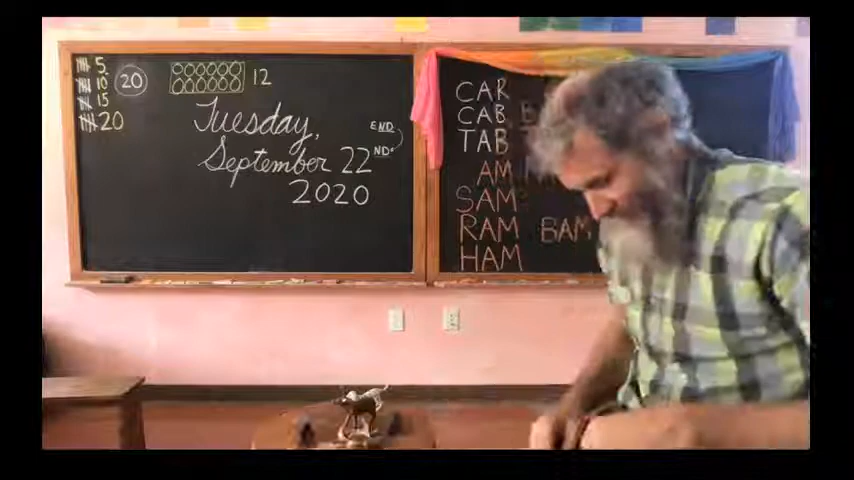 5
10
15
20
20
12
Tuesday,
September 22
2020
END
ND.
CAR
CAB
TAB
AM
SAM
RAM BAM
HAM